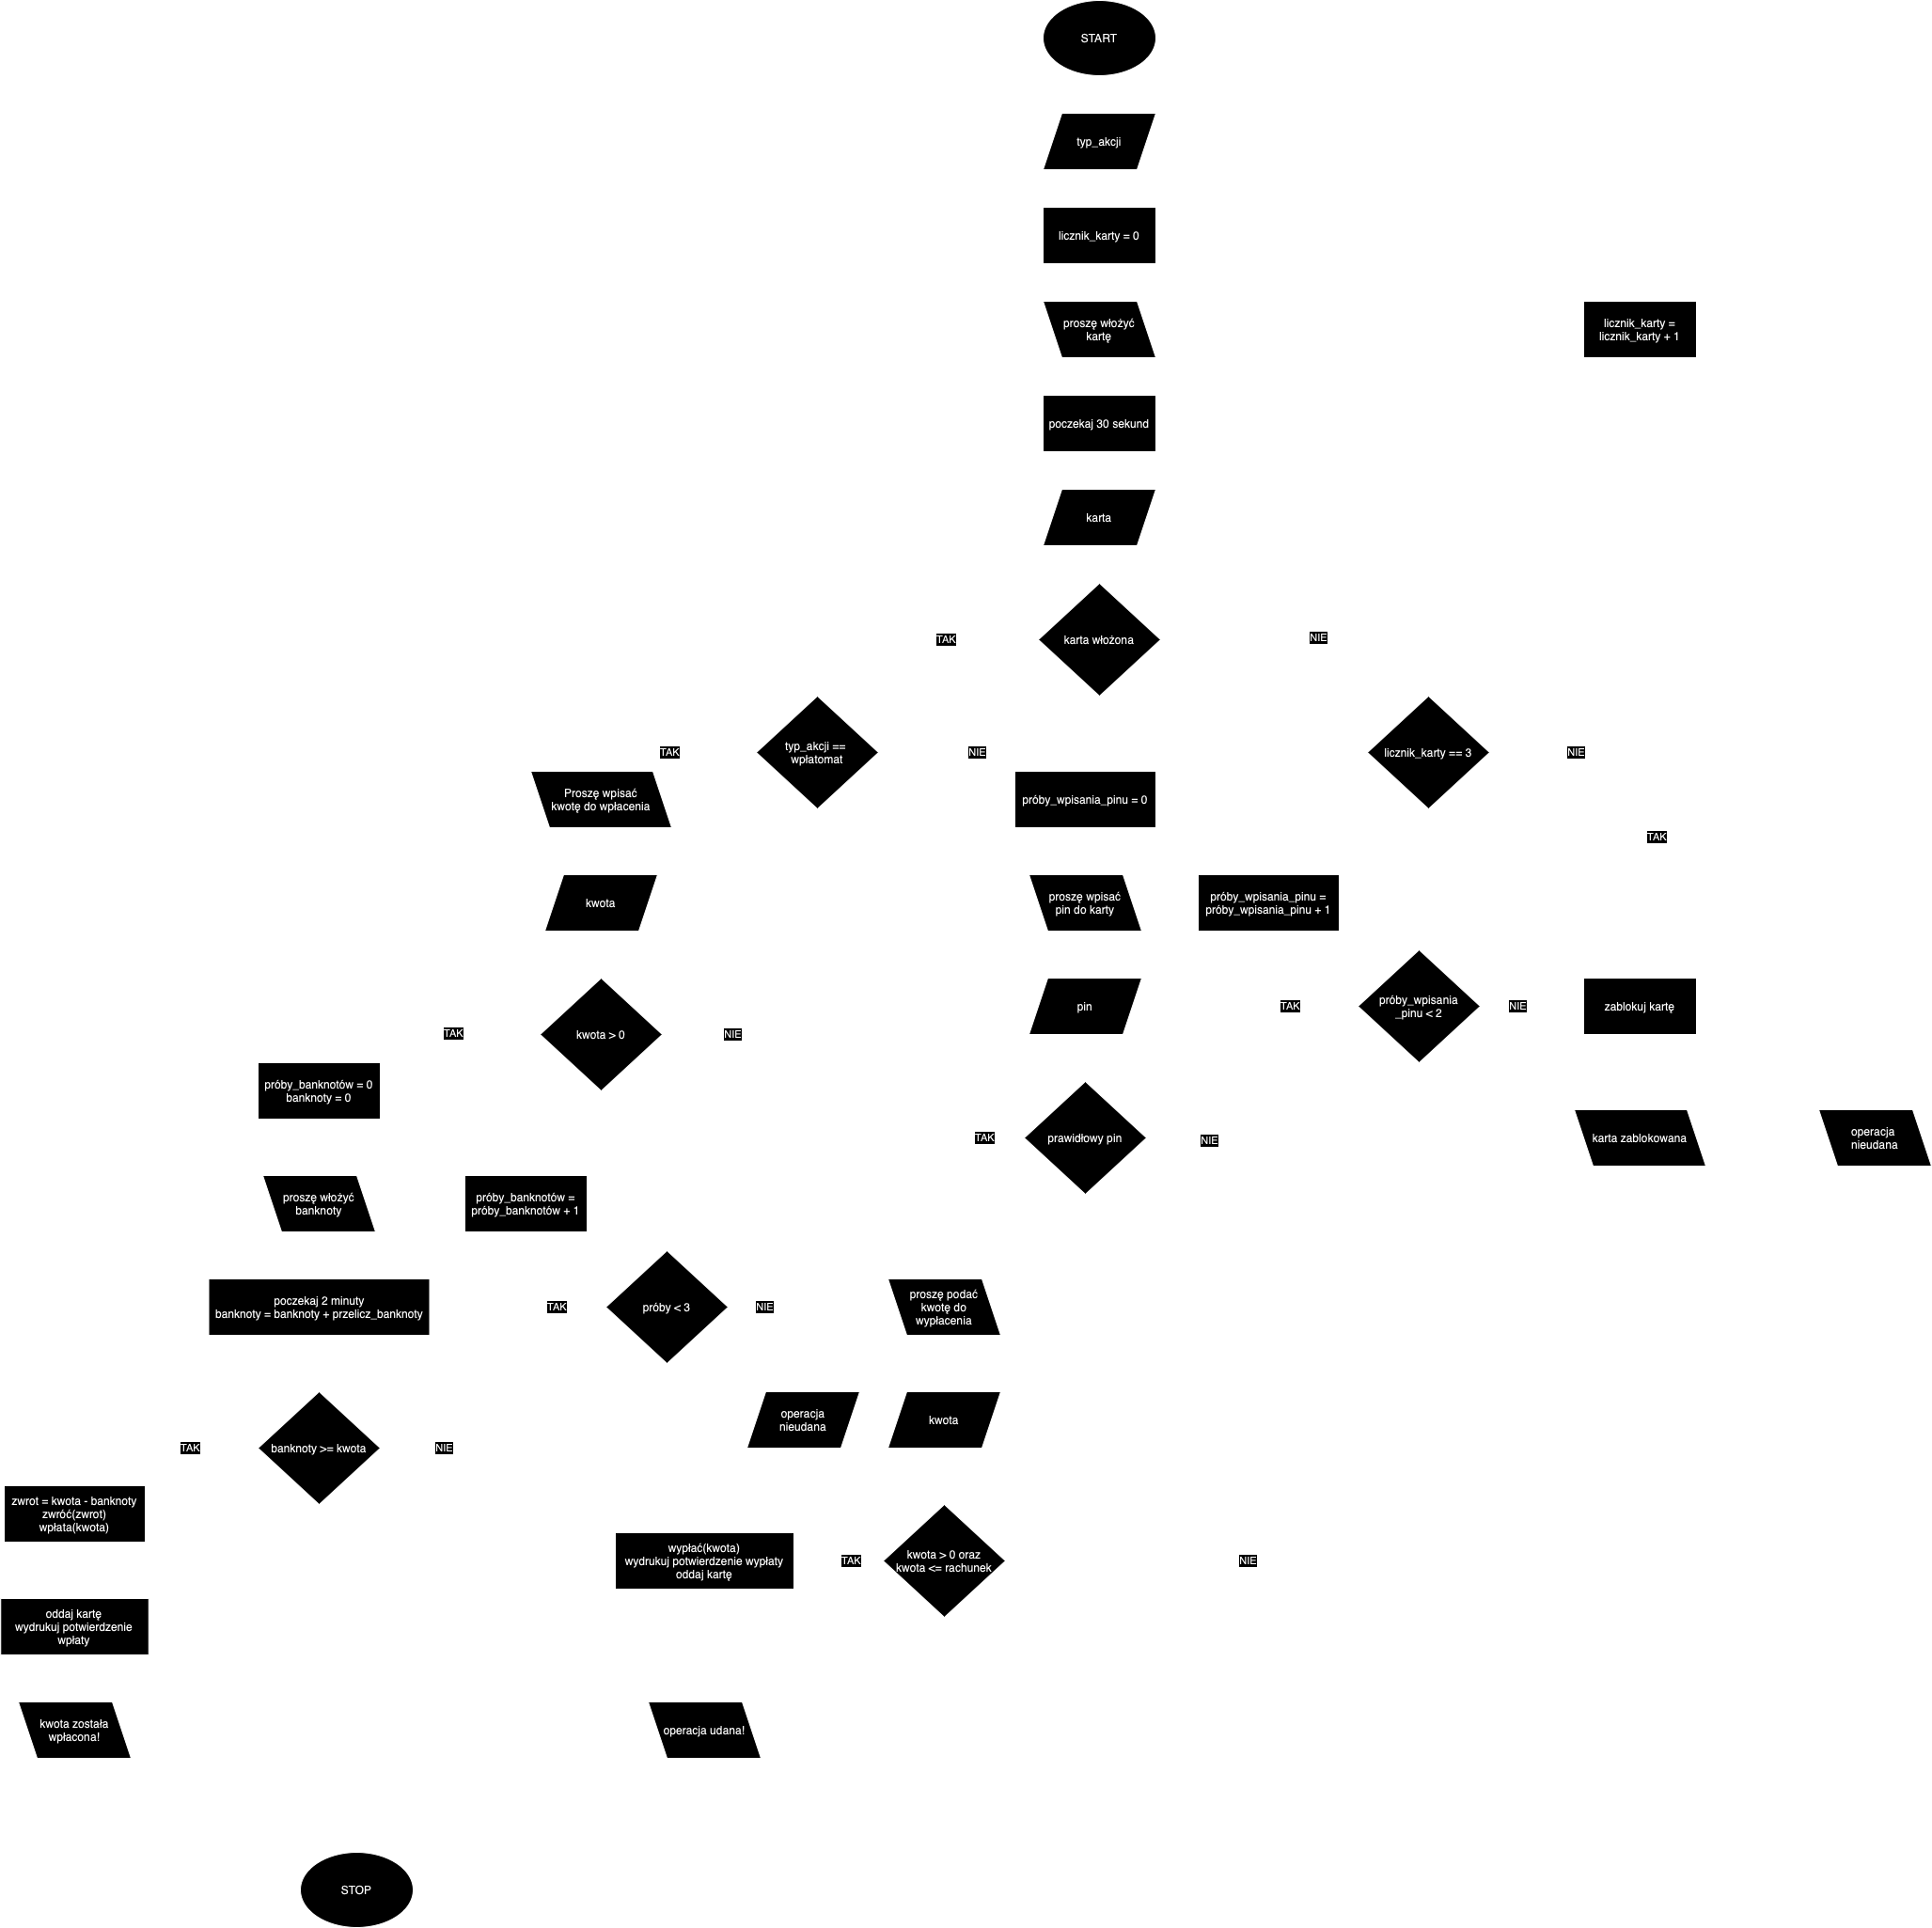 START
typ_akcji
licznik_karty = 0
proszę włożyć
kartę
licznik_karty =
licznik_karty + 1
poczekaj 30 sekund
karta
karta włożona
TAK
NIE
typ_akcji ==
wpłatomat
TAK
NIE
licznik_karty == 3
NIE
TAK
Proszę wpisać
kwotę do wpłacenia
próby_wpisania_pinu = 0
kwota
proszę wpisać
pin do karty
próby_wpisania_pinu =
próby_wpisania_pinu + 1
kwota > 0
TAK
NIE
pin
TAK
próby_wpisania
_pinu < 2
NIE
zablokuj kartę
próby_banknotów = 0
banknoty = 0
TAK
prawidłowy pin
NIE
karta zablokowana
operacja
nieudana
proszę włożyć
banknoty
próby_banknotów =
próby_banknotów + 1
poczekaj 2 minuty
banknoty = banknoty + przelicz_banknoty
TAK
próby < 3
NIE
proszę podać
kwotę do
wypłacenia
operacja
nieudana
kwota
TAK
banknoty >= kwota
NIE
zwrot = kwota - banknoty
zwróć(zwrot)
wpłata(kwota)
wypłać(kwota)
wydrukuj potwierdzenie wypłaty
oddaj kartę
TAK
kwota > 0 oraz
kwota <= rachunek
NIE
oddaj kartę
wydrukuj potwierdzenie
wpłaty
kwota została
wpłacona!
operacja udana!
STOP